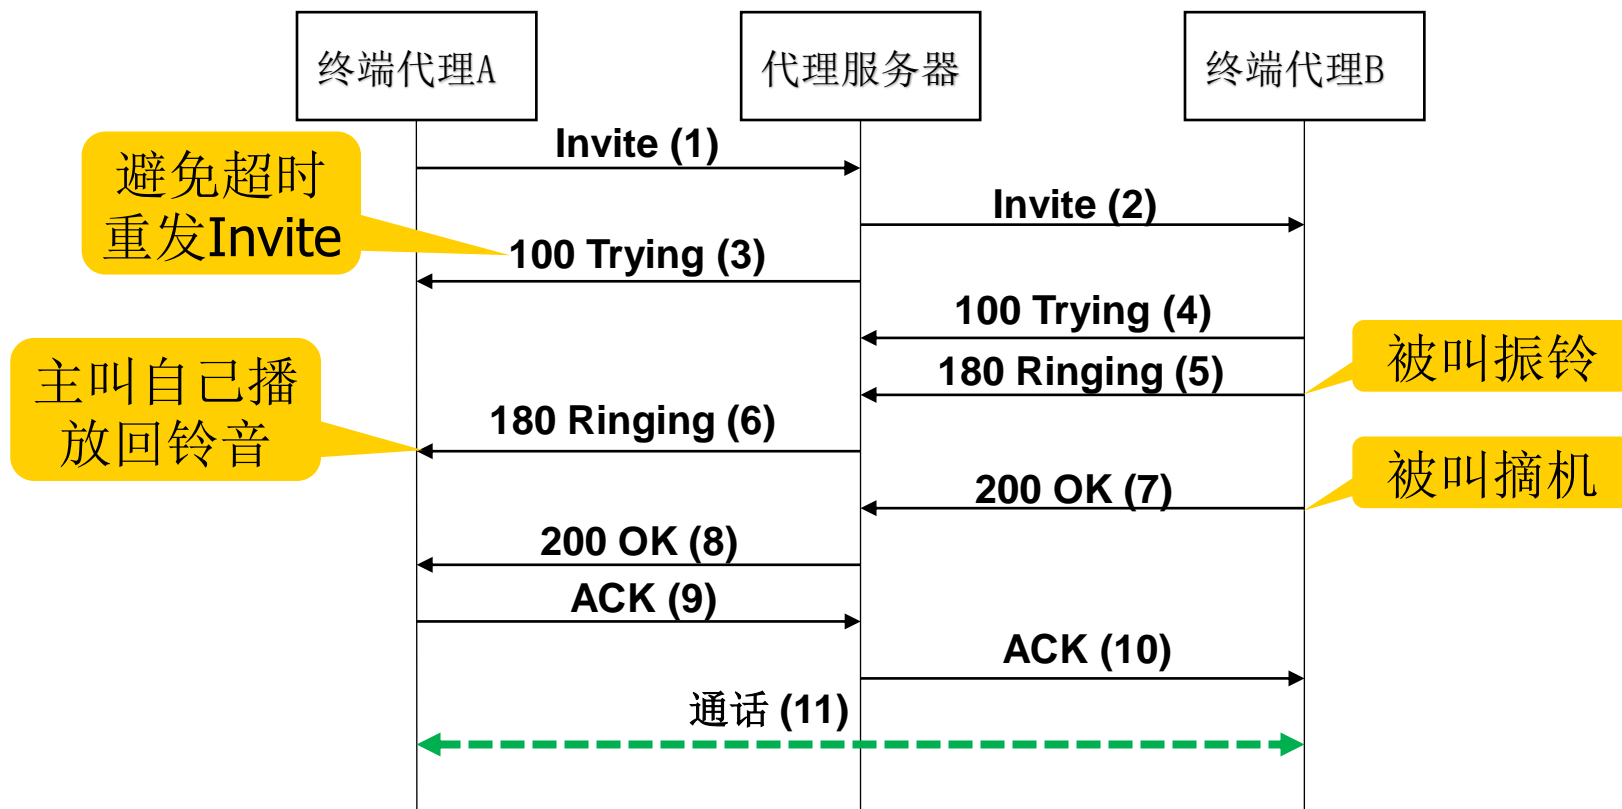 终端代理A
代理服务器
终端代理B
Invite (1)
避免超时
重发Invite
Invite (2)
100 Trying (3)
100 Trying (4)
被叫振铃
180 Ringing (5)
主叫自己播
放回铃音
180 Ringing (6)
被叫摘机
200 OK (7)
200 OK (8)
ACK (9)
ACK (10)
通话 (11)